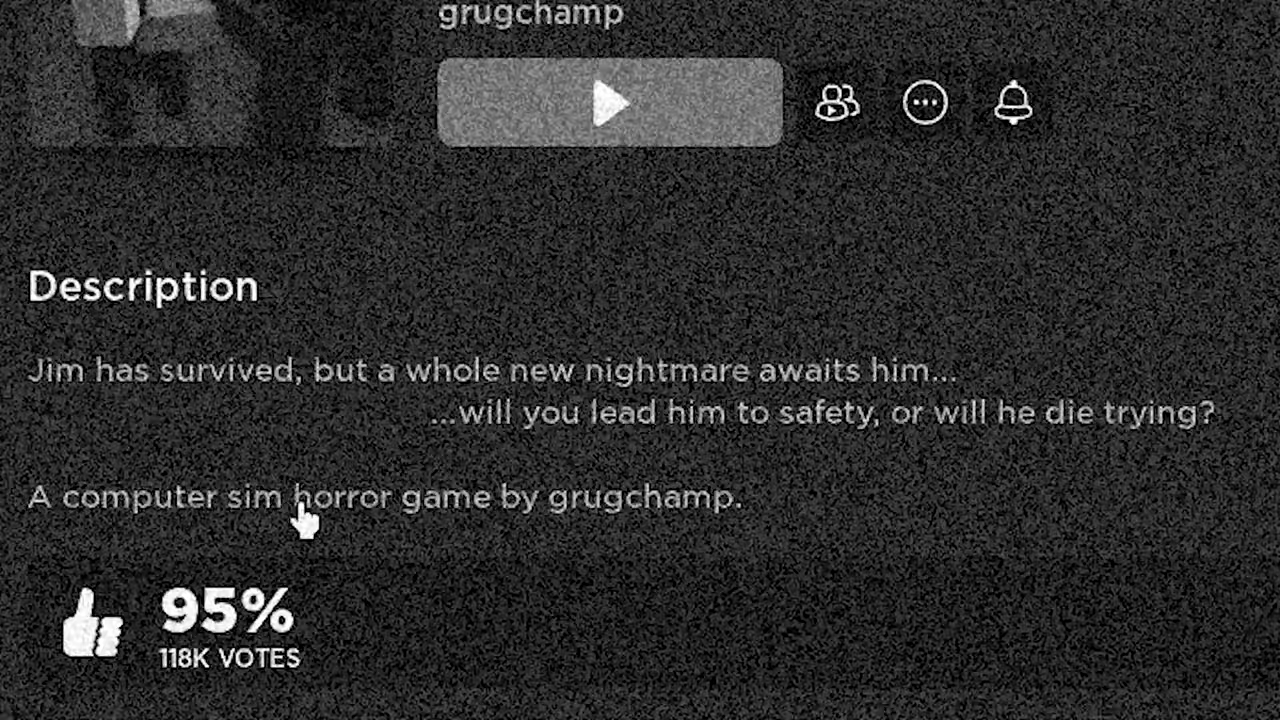 grugchamp
Description
Jim has survived, but a whole new nightmare awaits him...
...will you lead him to safety, or will he die trying?
A computer sim horror game by grugchamp.
95%
118K VOTES